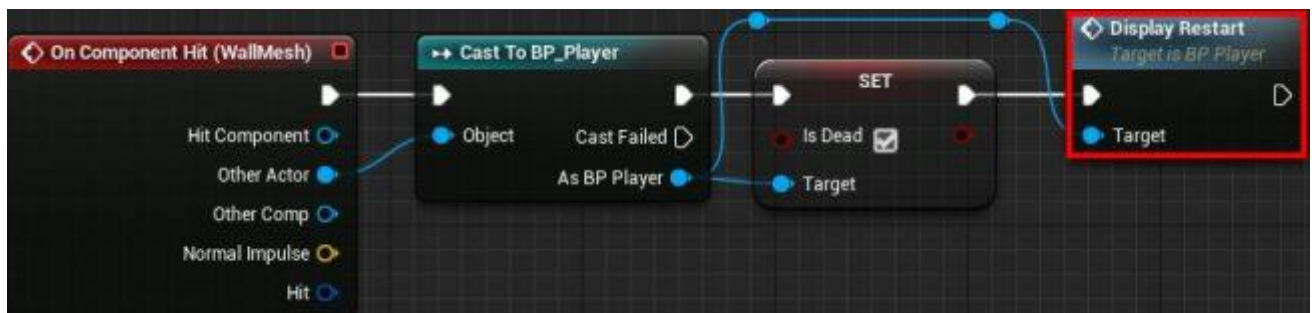 On Component Hit (WallMesh)
Hit Component
Other Actor
Other Comp
Normal Impulse
Hit
Cast To BP_Player
Object
Cast Failed
As BP Player
SET
Is Dead
Target
Display Restart
Target is BP Player
Target